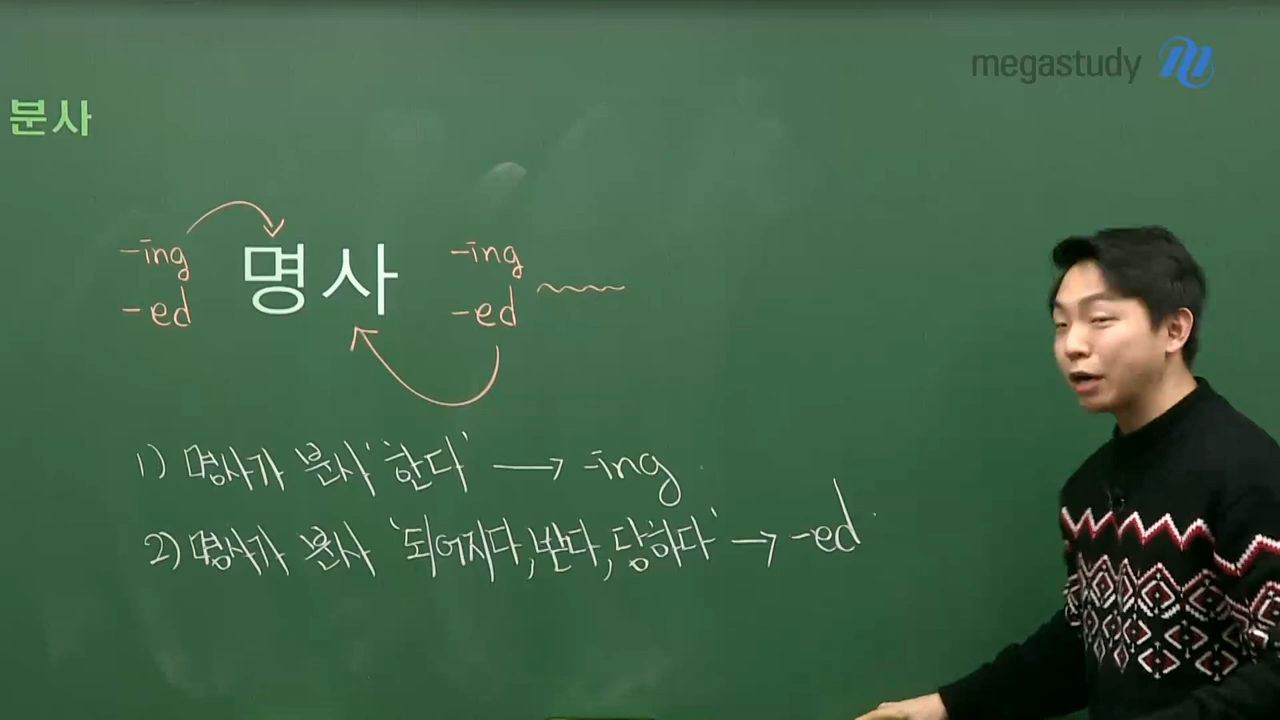 megastudy
분사
-ing 명사 -ing
-ed -ed
1) 명사가 분사 '한다' → -ing
2) 명사가 분사 '되어지다, 받다, 당하다' → -ed